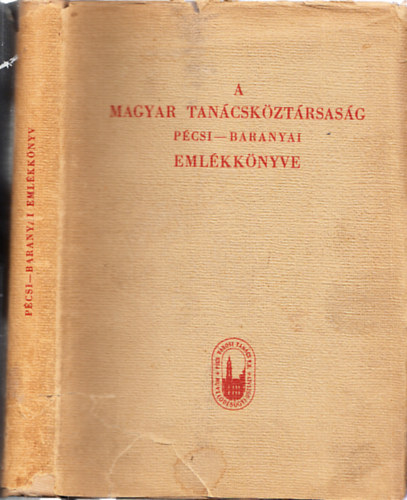 A
MAGYAR TANÁCSKÖZTÁRSASÁG
PÉCSI—BARANYAI
EMLÉKKÖNYVE
PÉCSI—BARANYAI EMLÉKKÖNYV